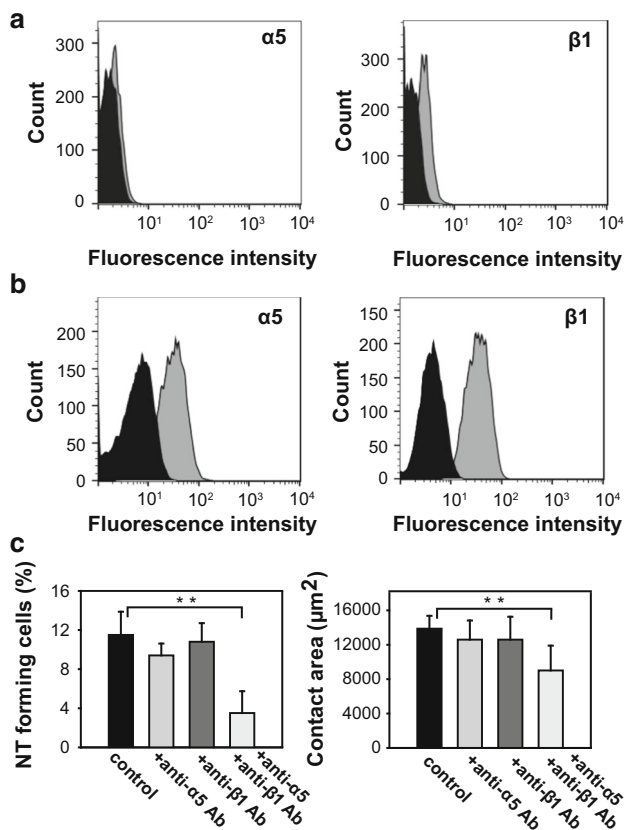 a
α5
β1
300
200
100
0
Count
10¹ 10² 10³ 10⁴
Fluorescence intensity
300
200
100
0
Count
10¹ 10² 10³ 10⁴
Fluorescence intensity
b
α5
β1
200
150
100
50
0
Count
10¹ 10² 10³ 10⁴
Fluorescence intensity
150
200
150
100
50
0
Count
10¹ 10² 10³ 10⁴
Fluorescence intensity
c
NT forming cells (%)
16
12
8
4
0
**
control
+anti-α5 Ab
+anti-β1 Ab
+anti-β1 Ab
+anti-α5
Contact area (µm²)
16000
12000
8000
4000
0
**
control
+anti-α5 Ab
+anti-β1 Ab
+anti-β1 Ab
+anti-α5